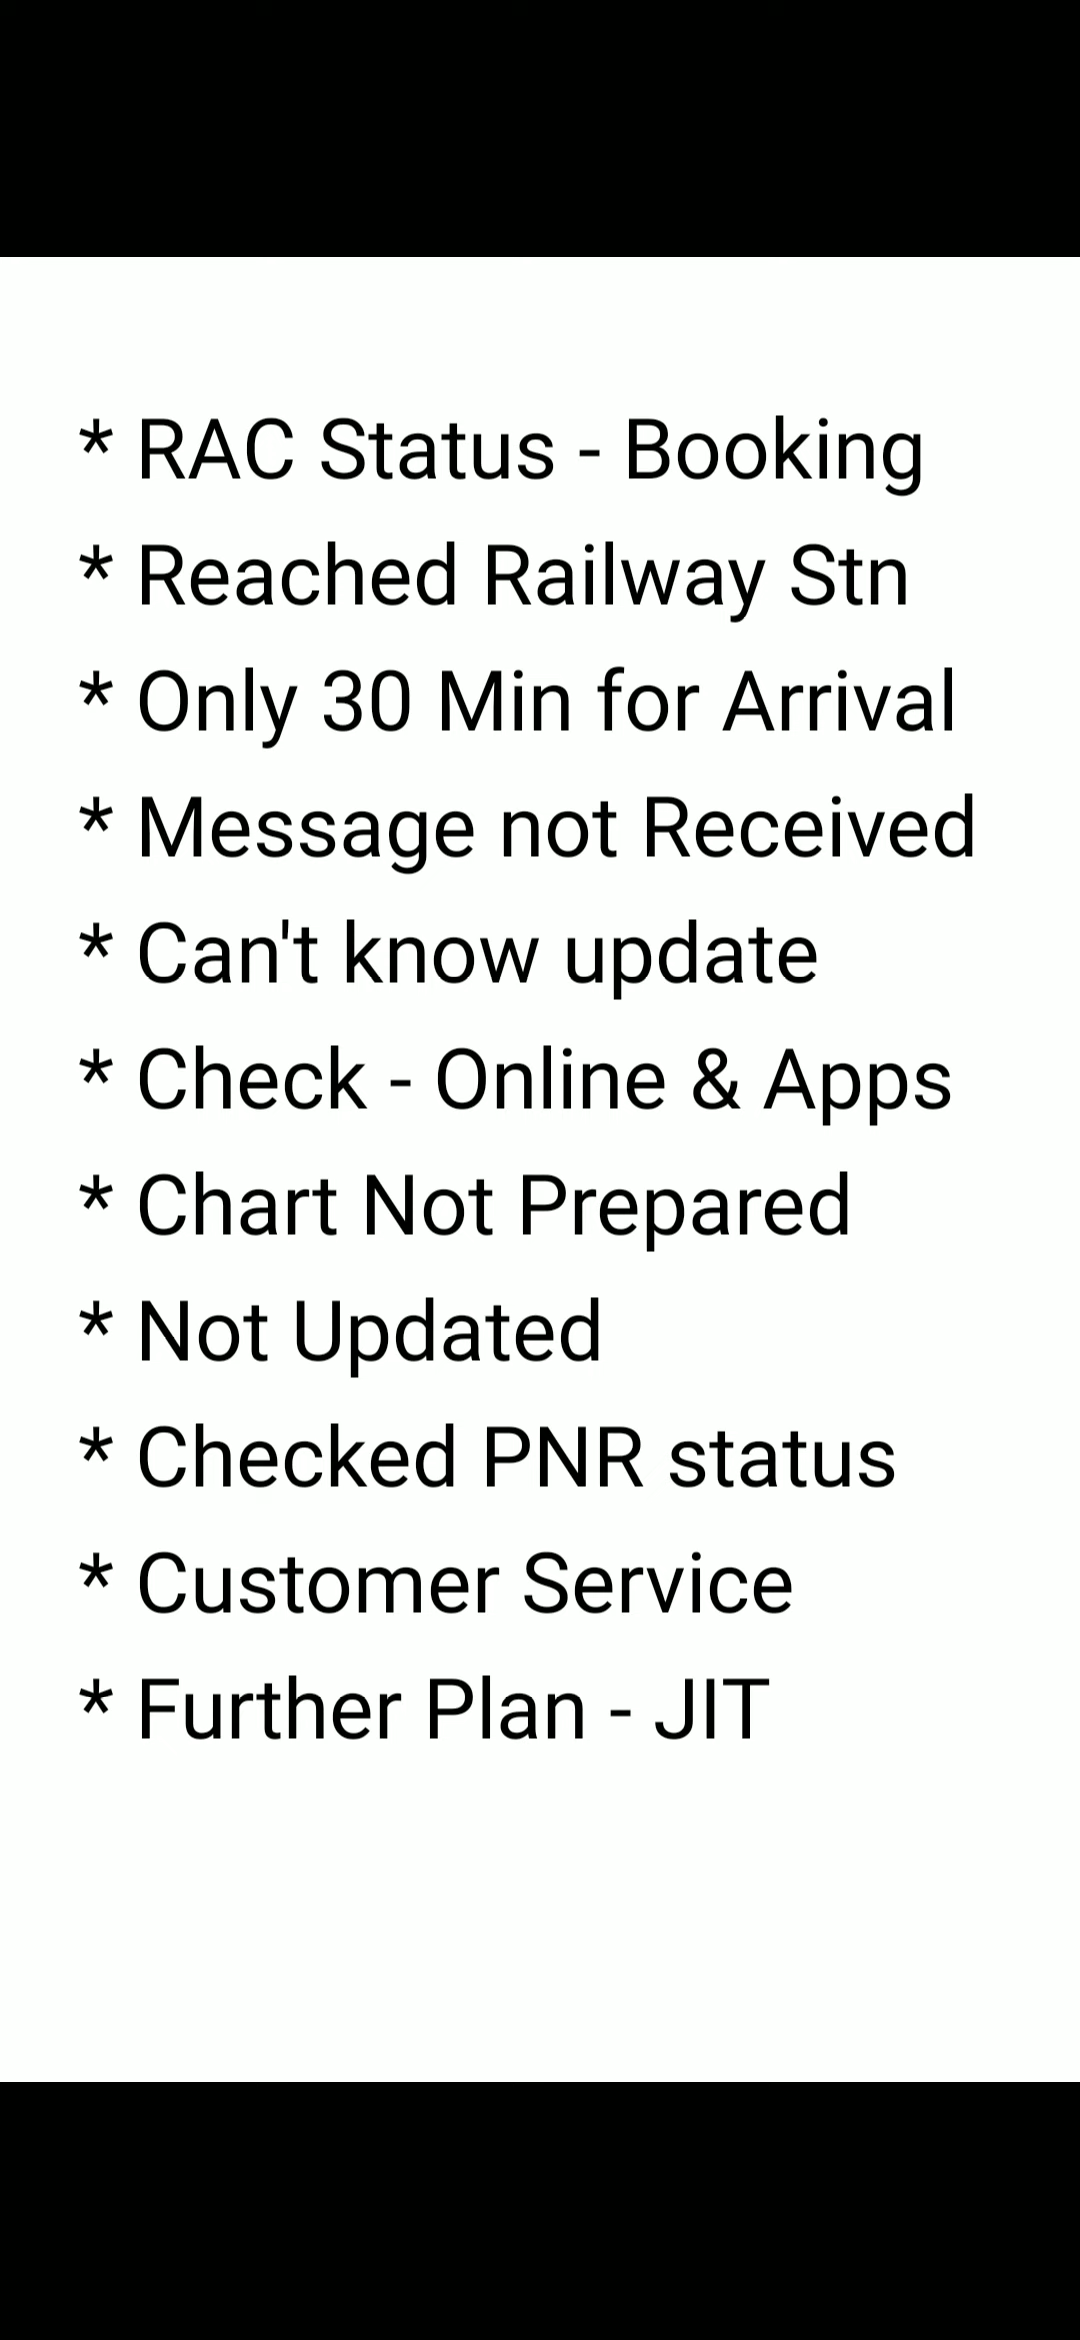 * RAC Status - Booking
* Reached Railway Stn
* Only 30 Min for Arrival
* Message not Received
* Can't know update
* Check - Online & Apps
* Chart Not Prepared
* Not Updated
* Checked PNR status
* Customer Service
* Further Plan - JIT